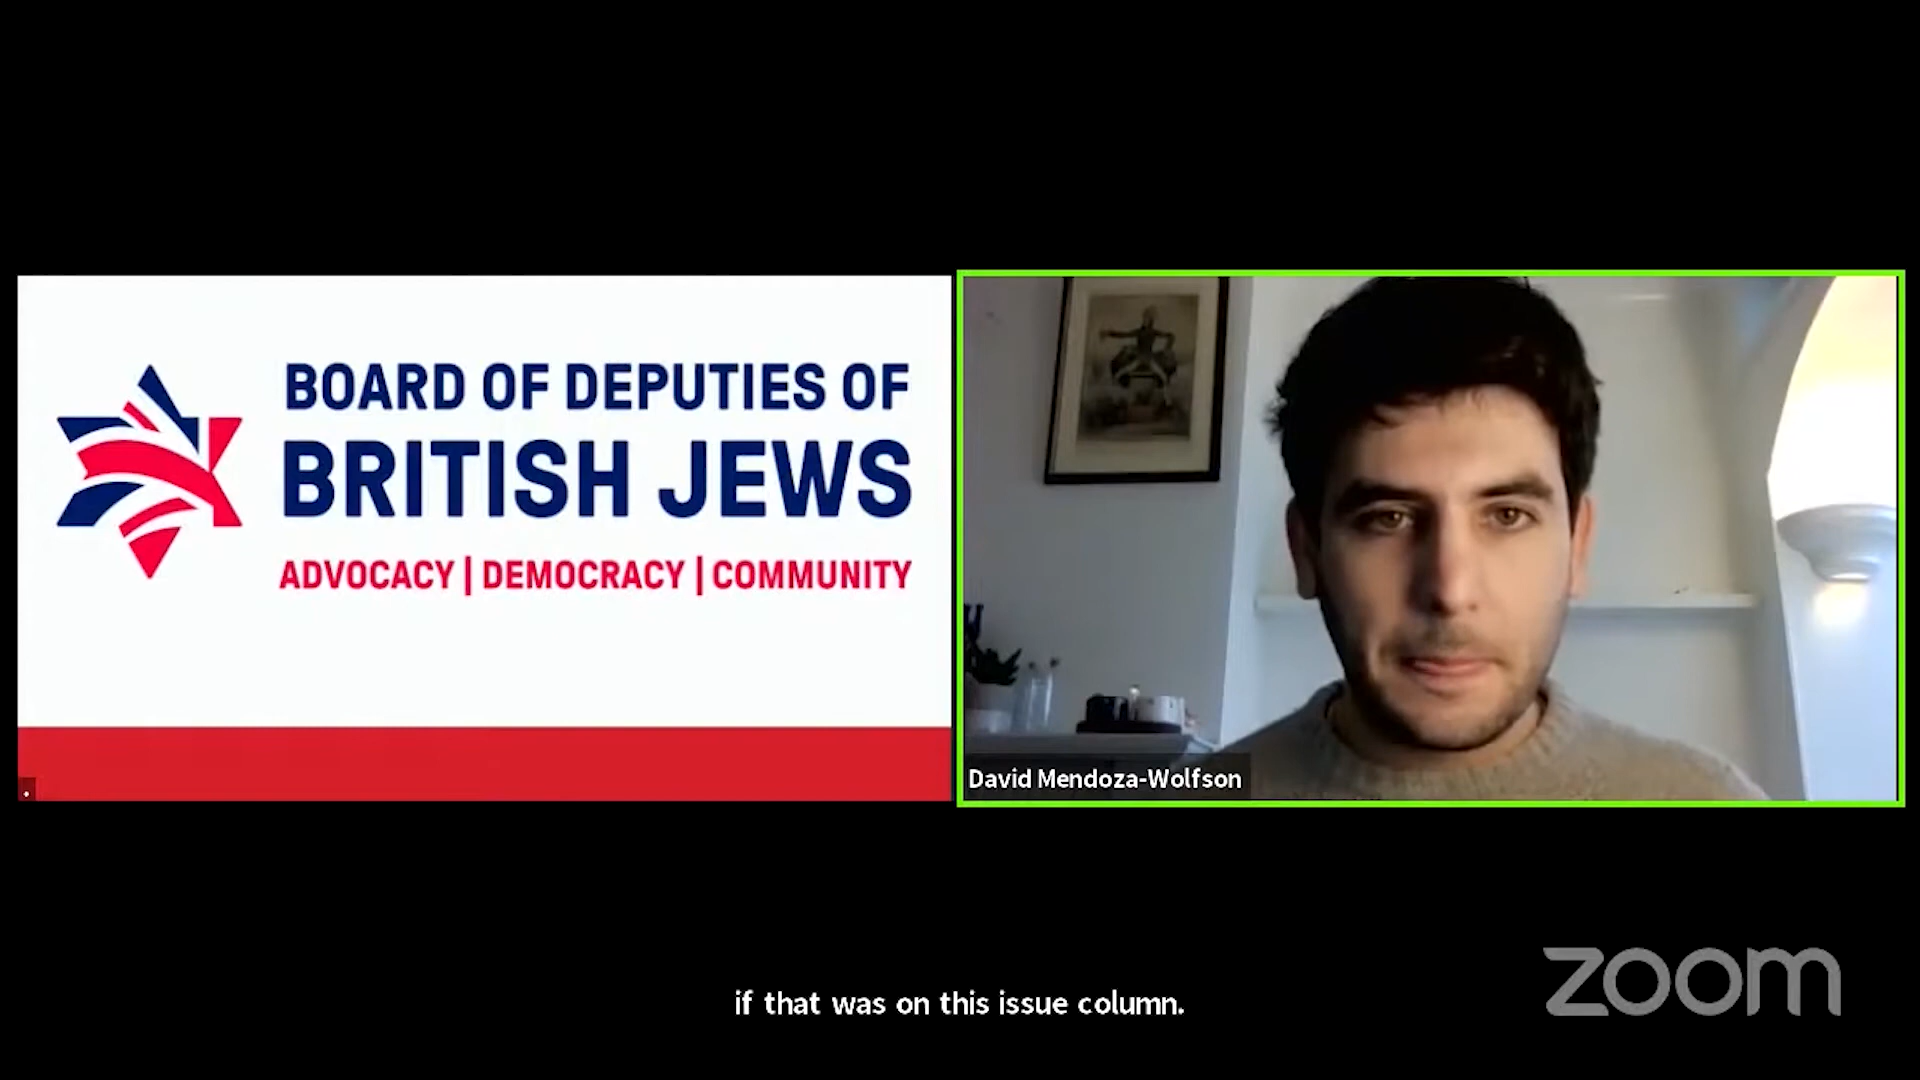 BOARD OF DEPUTIES OF
BRITISH JEWS
ADVOCACY | DEMOCRACY | COMMUNITY
.
David Mendoza-Wolfson
if that was on this issue column.
zoom